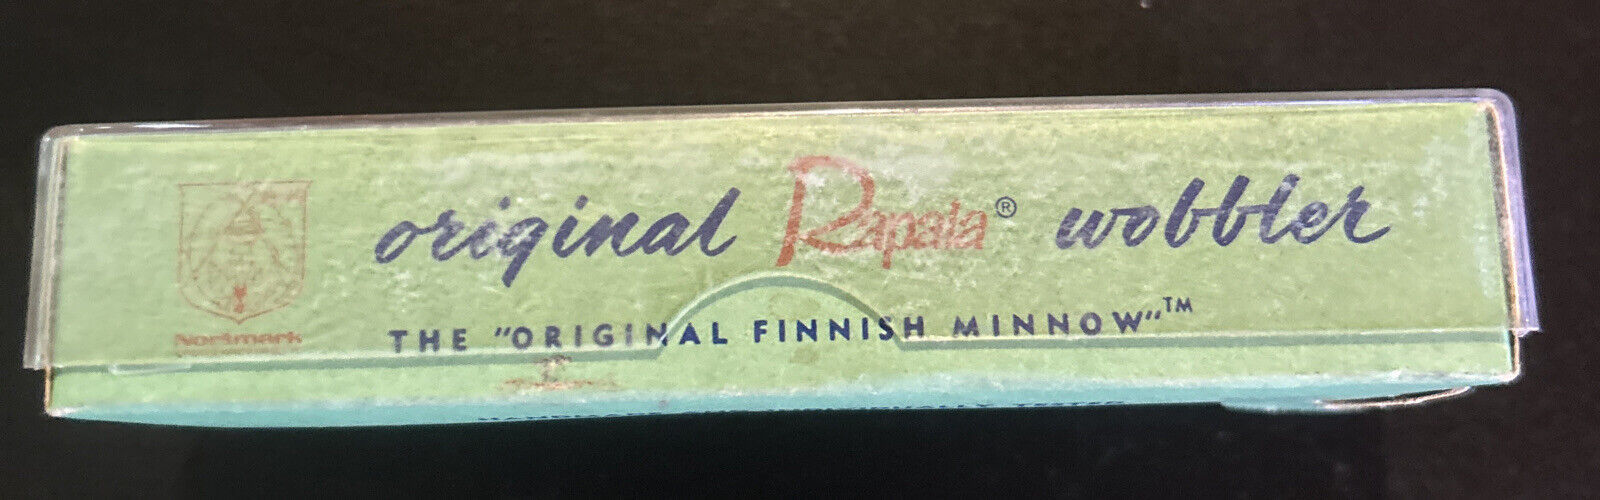 original Rapala® wobbler
THE "ORIGINAL FINNISH MINNOW"™
Normark